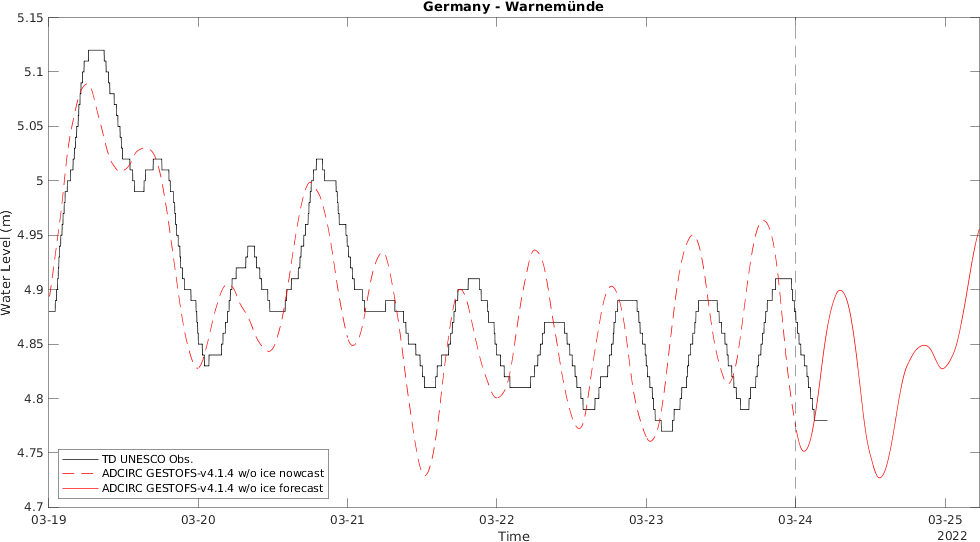 Germany - Warnemünde
5.15
5.1
5.05
5
4.95
4.9
4.85
4.8
4.75
4.7
Water Level (m)
TD UNESCO Obs.
ADCIRC GESTOFS-v4.1.4 w/o ice nowcast
ADCIRC GESTOFS-v4.1.4 w/o ice forecast
03-19 03-20 03-21 03-22 03-23 03-24 03-25
Time
2022